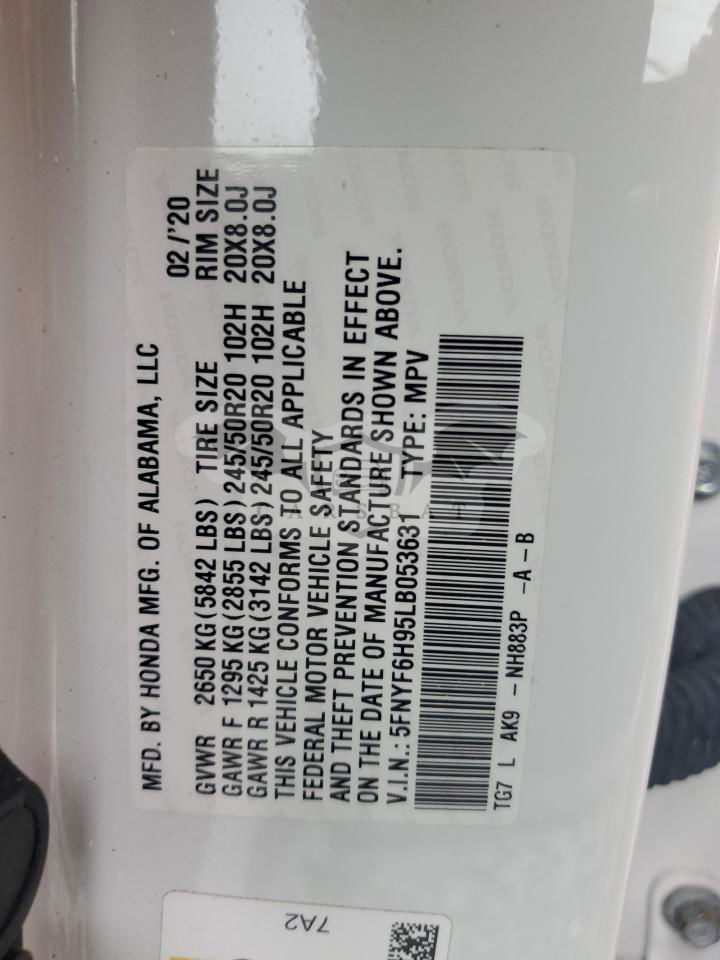 MFD. BY HONDA MFG. OF ALABAMA, LLC 02/'20
GVWR 2650 KG (5842 LBS) TIRE SIZE RIM SIZE
GAWR F 1295 KG (2855 LBS) 245/50R20 102H 20X8.0J
GAWR R 1425 KG (3142 LBS) 245/50R20 102H 20X8.0J
THIS VEHICLE CONFORMS TO ALL APPLICABLE
FEDERAL MOTOR VEHICLE SAFETY
AND THEFT PREVENTION STANDARDS IN EFFECT
ON THE DATE OF MANUFACTURE SHOWN ABOVE.
V.I.N.: 5FNYF6H95LB053631 TYPE: MPV
TG7 L AK9 - NH883P -A-B
HONDA
CARSBAT
7A2